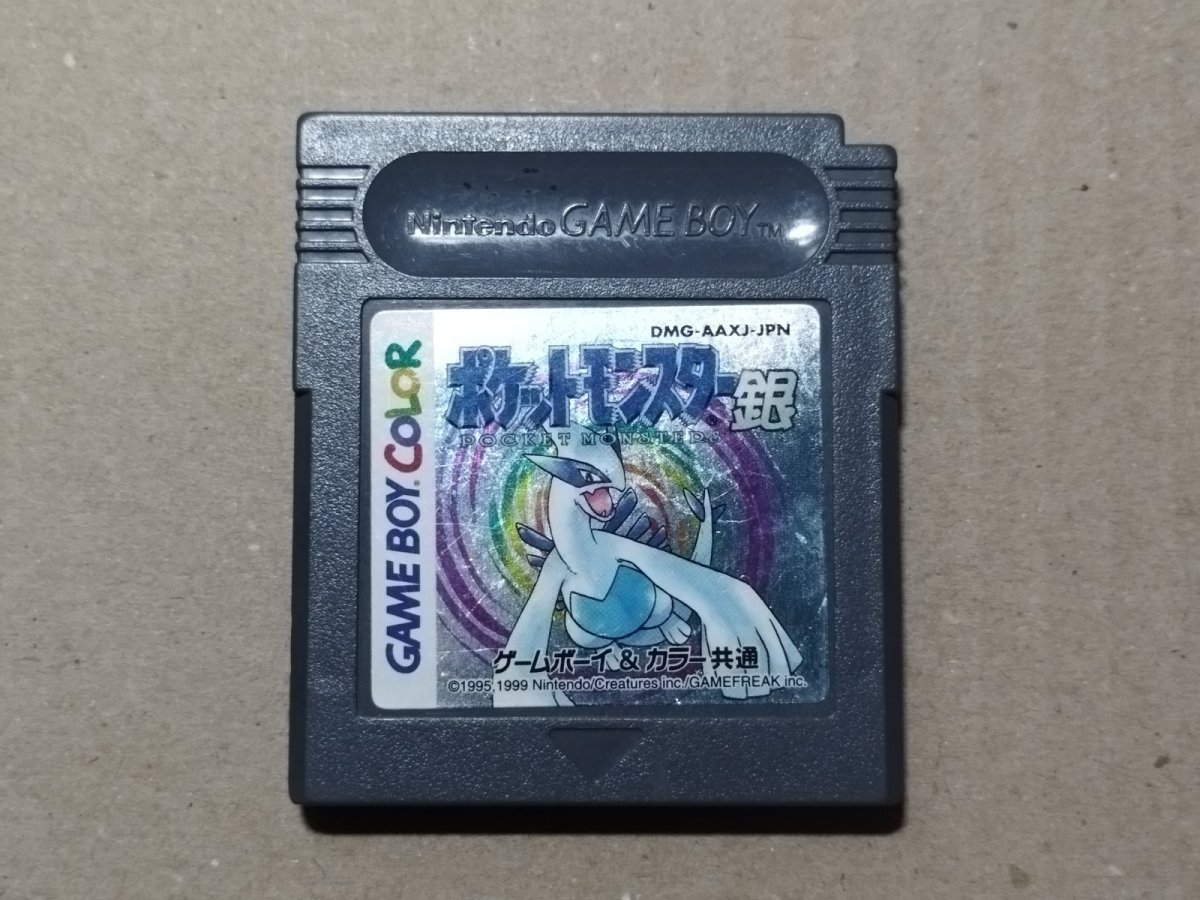 Nintendo GAME BOY™
DMG-AAXJ-JPN
ポケットモンスター銀
POCKET MONSTERS
GAME BOY COLOR
ゲームボーイ & カラー共通
©1995,1999 Nintendo/Creatures inc./GAMEFREAK inc.